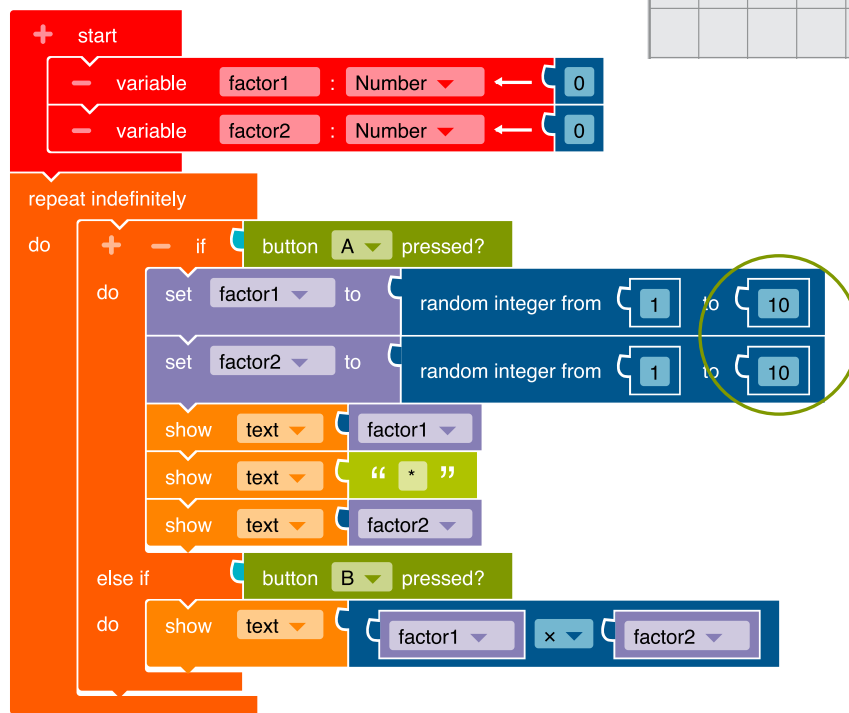 + start
− variable factor1 : Number ← 0
− variable factor2 : Number ← 0
repeat indefinitely
do + − if button A pressed?
do set factor1 to random integer from 1 to 10
set factor2 to random integer from 1 to 10
show text factor1
show text “ * ”
show text factor2
else if button B pressed?
do show text factor1 × factor2